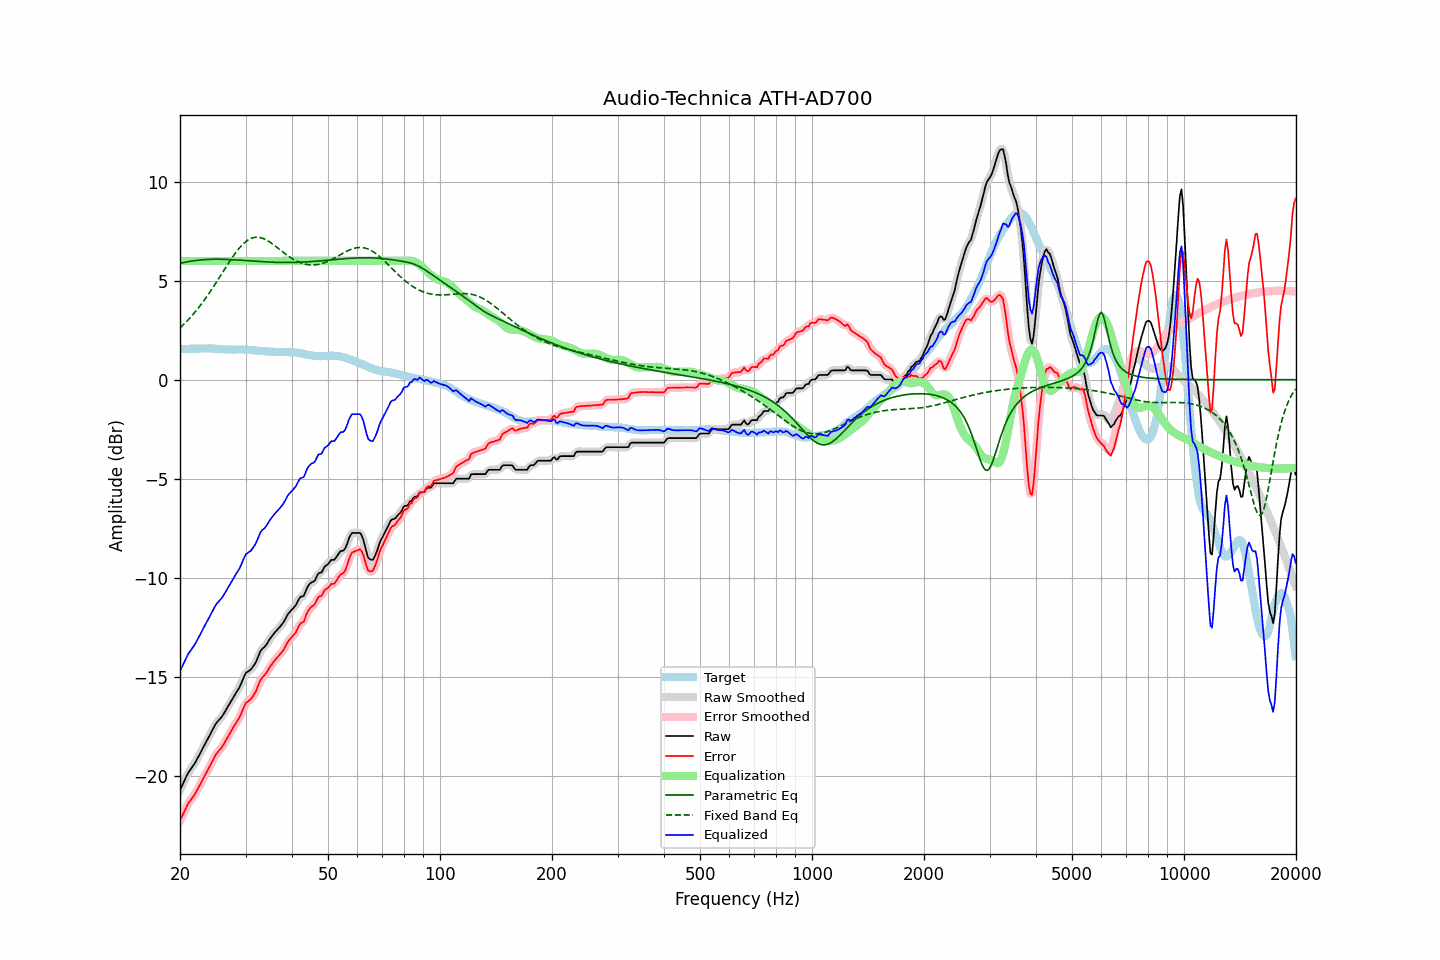 Audio-Technica ATH-AD700
Amplitude (dBr)
10
5
0
−5
−10
−15
−20
Target
Raw Smoothed
Error Smoothed
Raw
Error
Equalization
Parametric Eq
Fixed Band Eq
Equalized
20 50 100 200 500 1000 2000 5000 10000 20000
Frequency (Hz)